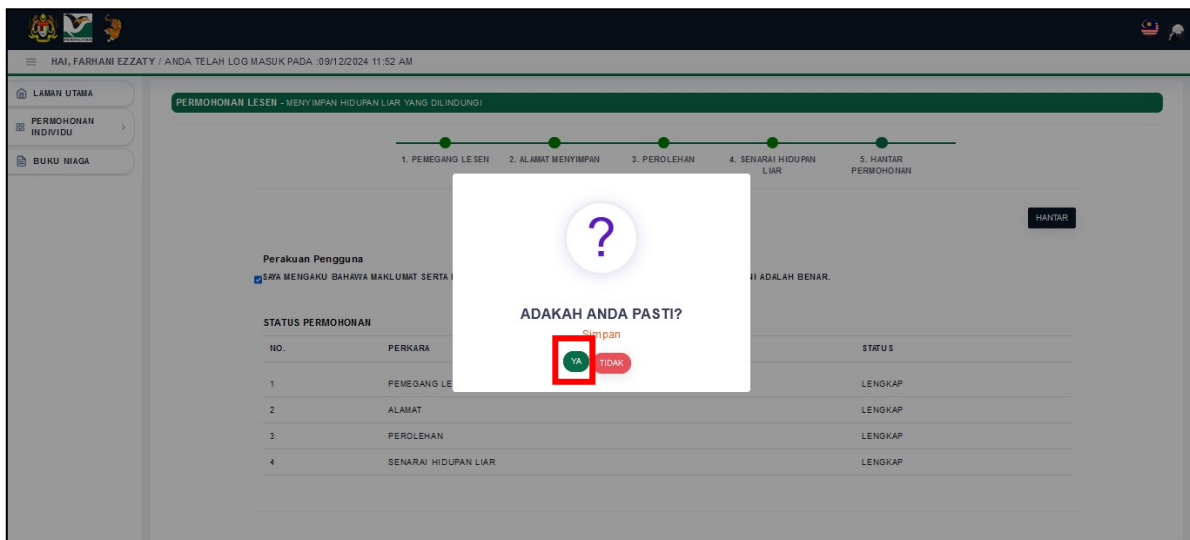 HAI, FARHANI EZZATY / ANDA TELAH LOG MASUK PADA :09/12/2024 11:52 AM
LAMAN UTAMA
PERMOHONAN
INDIVIDU
BUKU NIAGA
PERMOHONAN LESEN - MENYIMPAN HIDUPAN LIAR YANG DILINDUNGI
1. PEMEGANG LESEN
2. ALAMAT MENYIMPAN
3. PEROLEHAN
4. SENARAI HIDUPAN
LIAR
5. HANTAR
PERMOHONAN
HANTAR
Perakuan Pengguna
SAYA MENGAKU BAHAWA MAKLUMAT SERTA
ADALAH BENAR.
?
ADAKAH ANDA PASTI?
Simpan
YA TIDAK
STATUS PERMOHONAN
NO. PERKARA STATUS
1 PEMEGANG LE LENGKAP
2 ALAMAT LENGKAP
3 PEROLEHAN LENGKAP
4 SENARAI HIDUPAN LIAR LENGKAP